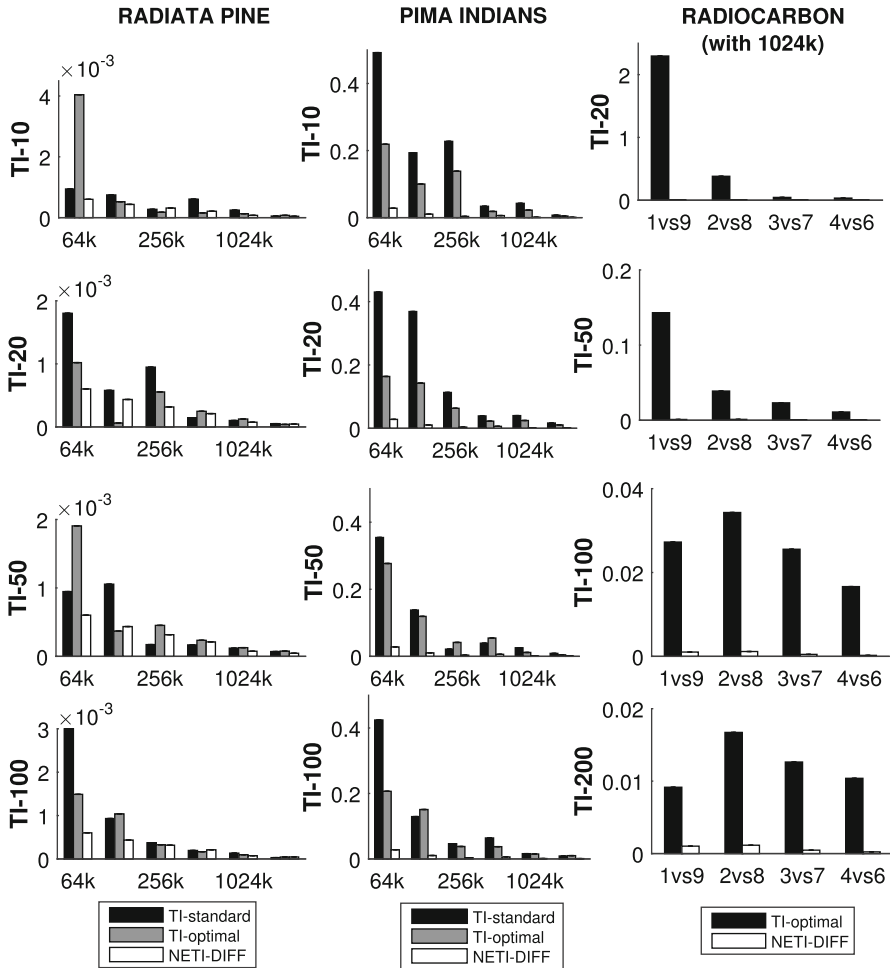 RADIATA PINE
PIMA INDIANS
RADIOCARBON
(with 1024k)
TI-10
×10⁻³
4
2
0
64k
256k
1024k
TI-10
0.4
0.2
0
64k
256k
1024k
TI-20
2
1
0
1vs9
2vs8
3vs7
4vs6
TI-20
×10⁻³
2
1
0
64k
256k
1024k
TI-20
0.4
0.2
0
64k
256k
1024k
TI-50
0.2
0.1
0
1vs9
2vs8
3vs7
4vs6
TI-50
×10⁻³
2
1
0
64k
256k
1024k
TI-50
0.4
0.2
0
64k
256k
1024k
TI-100
0.04
0.02
0
1vs9
2vs8
3vs7
4vs6
TI-100
×10⁻³
3
2
1
0
64k
256k
1024k
TI-100
0.4
0.2
0
64k
256k
1024k
TI-200
0.02
0.01
0
1vs9
2vs8
3vs7
4vs6
TI-standard
TI-optimal
NETI-DIFF
TI-standard
TI-optimal
NETI-DIFF
TI-optimal
NETI-DIFF